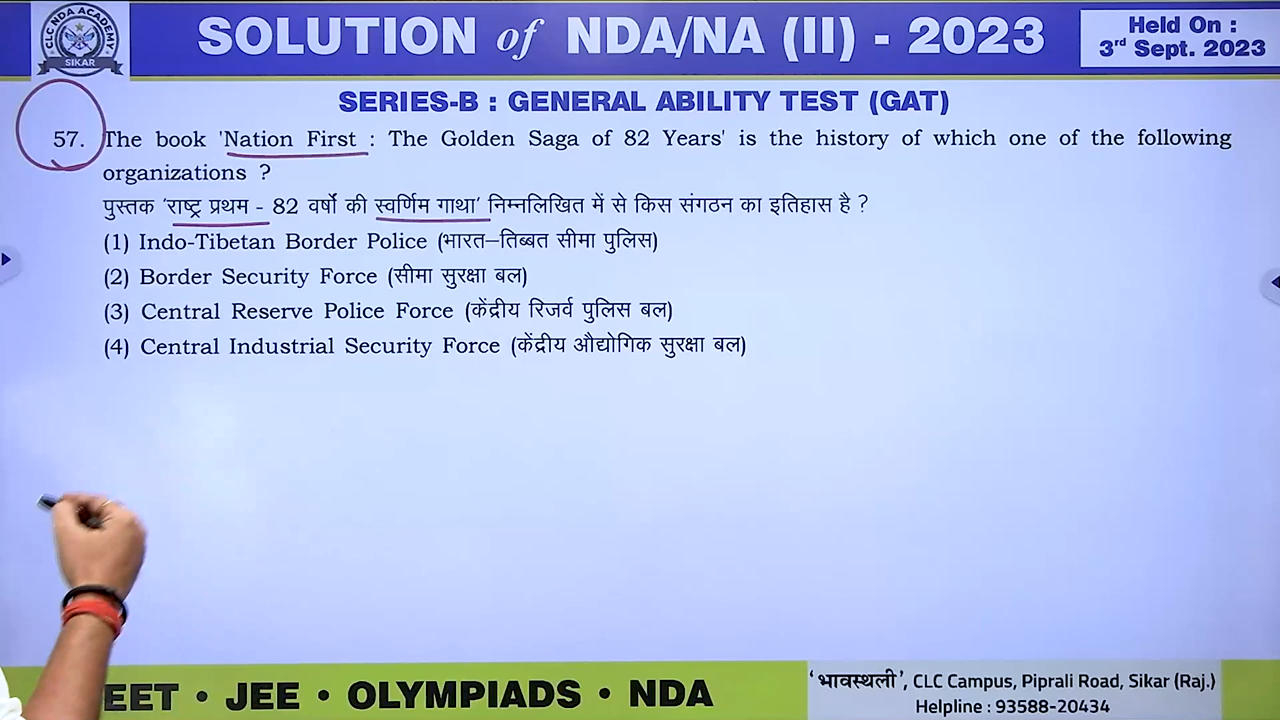 CLC NDA ACADEMY
SIKAR
SOLUTION of NDA/NA (II) - 2023
Held On :
3rd Sept. 2023
SERIES-B : GENERAL ABILITY TEST (GAT)
57. The book 'Nation First : The Golden Saga of 82 Years' is the history of which one of the following
organizations ?
पुस्तक 'राष्ट्र प्रथम - 82 वर्षों की स्वर्णिम गाथा' निम्नलिखित में से किस संगठन का इतिहास है ?
(1) Indo-Tibetan Border Police (भारत–तिब्बत सीमा पुलिस)
(2) Border Security Force (सीमा सुरक्षा बल)
(3) Central Reserve Police Force (केंद्रीय रिजर्व पुलिस बल)
(4) Central Industrial Security Force (केंद्रीय औद्योगिक सुरक्षा बल)
EET • JEE • OLYMPIADS • NDA
'भावस्थली', CLC Campus, Piprali Road, Sikar (Raj.)
Helpline : 93588-20434